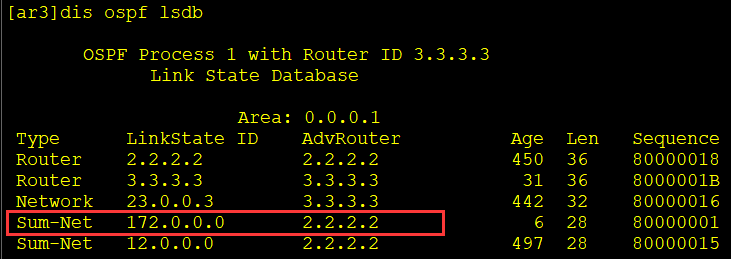 [ar3]dis ospf lsdb
OSPF Process 1 with Router ID 3.3.3.3
Link State Database
Area: 0.0.0.1
Type LinkState ID AdvRouter Age Len Sequence
Router 2.2.2.2 2.2.2.2 450 36 80000018
Router 3.3.3.3 3.3.3.3 31 36 8000001B
Network 23.0.0.3 3.3.3.3 442 32 80000016
Sum-Net 172.0.0.0 2.2.2.2 6 28 80000001
Sum-Net 12.0.0.0 2.2.2.2 497 28 80000015